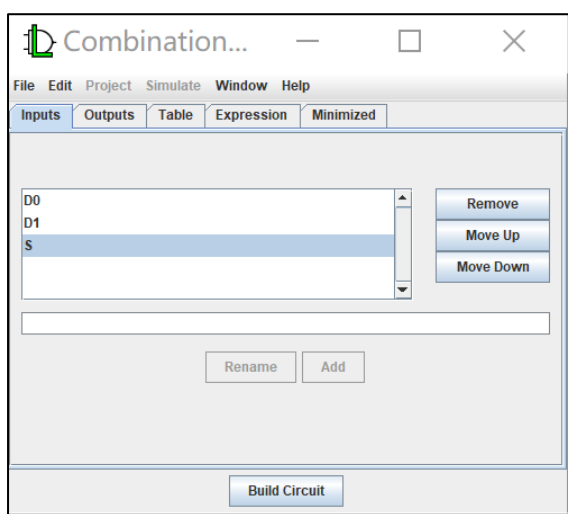 Combination...
File Edit Project Simulate Window Help
Inputs Outputs Table Expression Minimized
D0
D1
S
Remove
Move Up
Move Down
Rename Add
Build Circuit